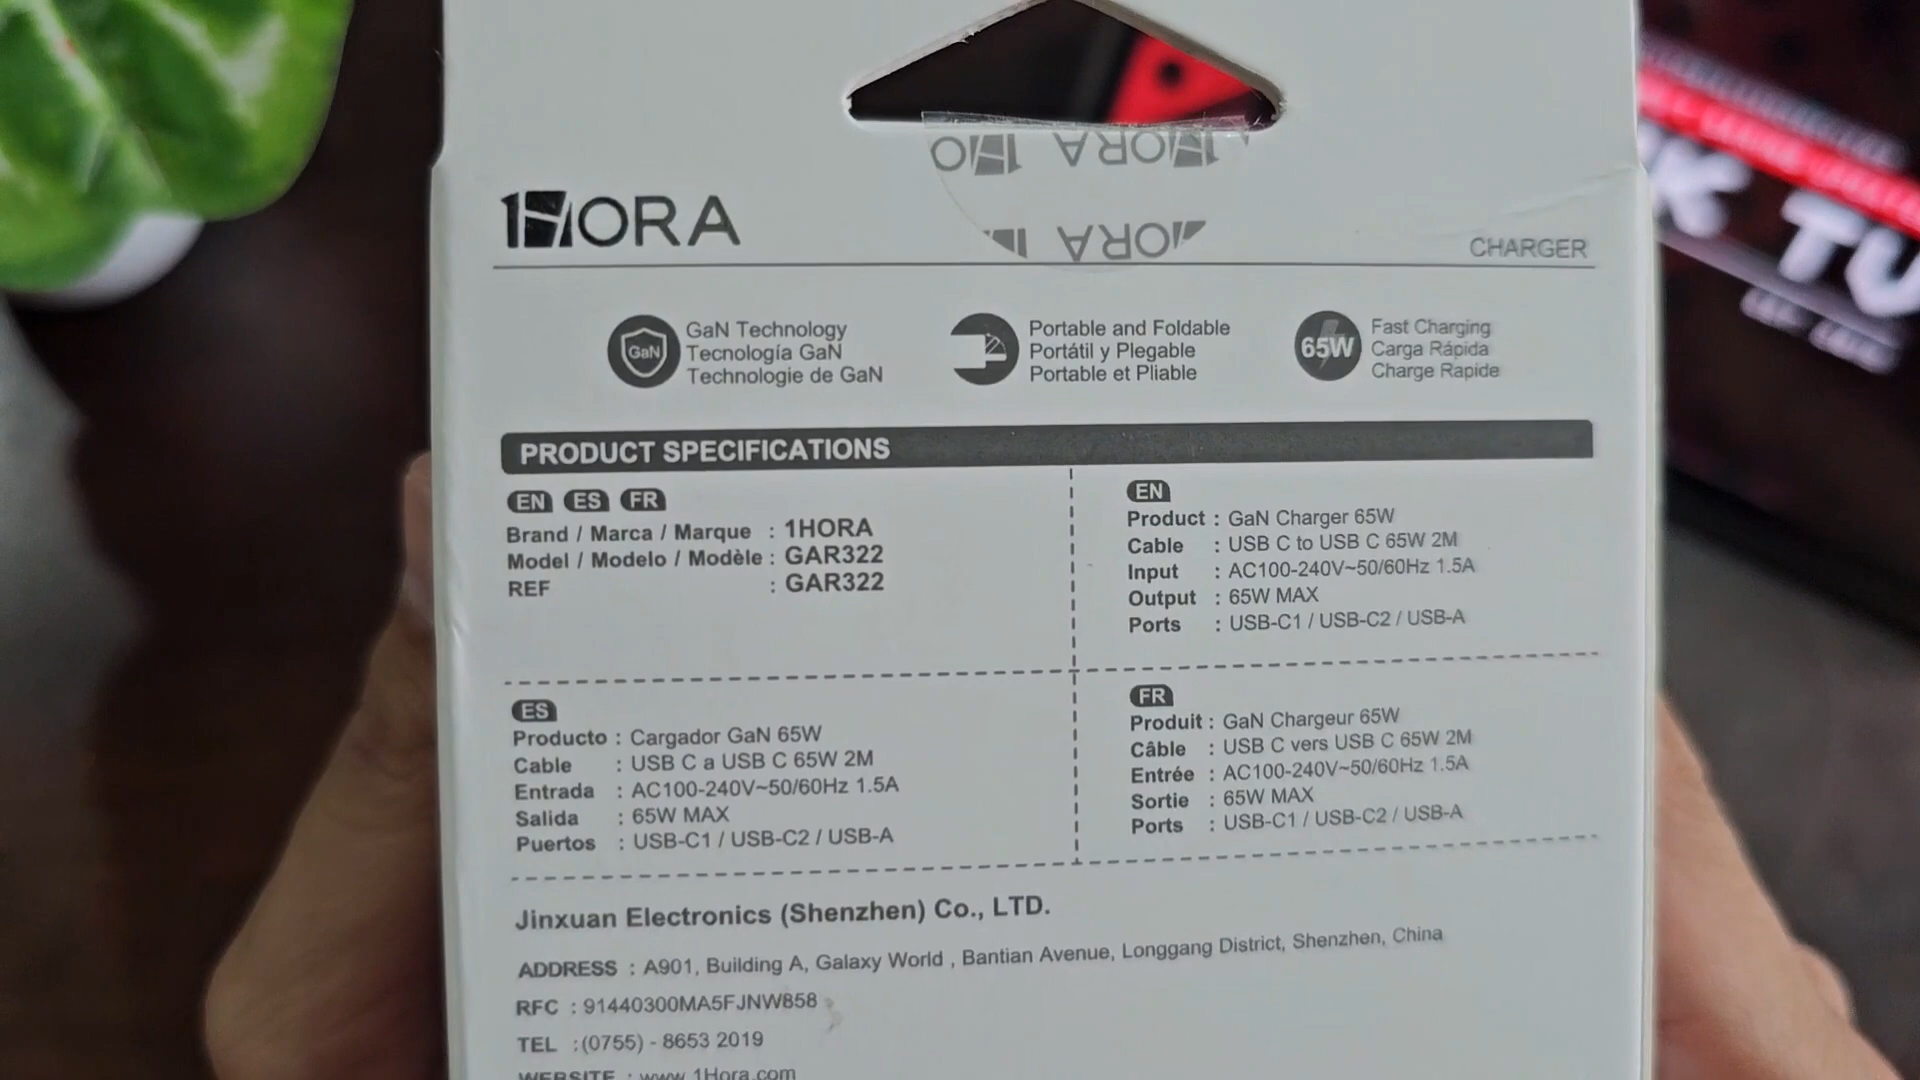 1HORA
CHARGER
1HORA
1HORA
GaN
GaN Technology
Tecnología GaN
Technologie de GaN
Portable and Foldable
Portátil y Plegable
Portable et Pliable
65W
Fast Charging
Carga Rápida
Charge Rapide
PRODUCT SPECIFICATIONS
EN ES FR
Brand / Marca / Marque : 1HORA
Model / Modelo / Modèle : GAR322
REF : GAR322
EN
Product : GaN Charger 65W
Cable : USB C to USB C 65W 2M
Input : AC100-240V~50/60Hz 1.5A
Output : 65W MAX
Ports : USB-C1 / USB-C2 / USB-A
ES
Producto : Cargador GaN 65W
Cable : USB C a USB C 65W 2M
Entrada : AC100-240V~50/60Hz 1.5A
Salida : 65W MAX
Puertos : USB-C1 / USB-C2 / USB-A
FR
Produit : GaN Chargeur 65W
Câble : USB C vers USB C 65W 2M
Entrée : AC100-240V~50/60Hz 1.5A
Sortie : 65W MAX
Ports : USB-C1 / USB-C2 / USB-A
Jinxuan Electronics (Shenzhen) Co., LTD.
ADDRESS : A901, Building A, Galaxy World , Bantian Avenue, Longgang District, Shenzhen, China
RFC : 91440300MA5FJNW858
TEL :(0755) - 8653 2019
WEBSITE : www.1Hora.com